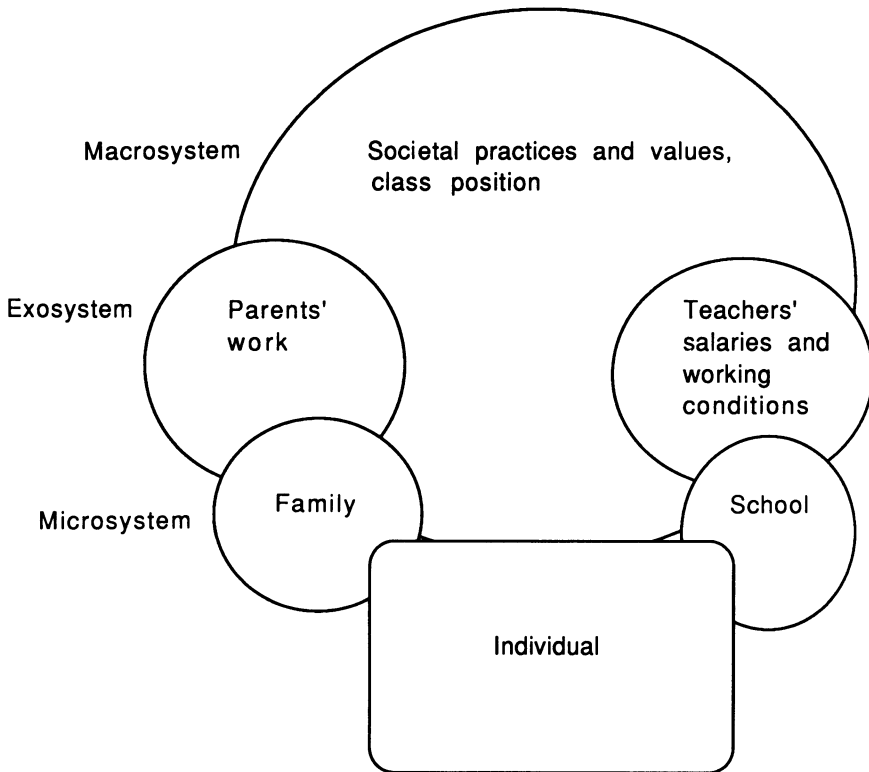 Macrosystem
Societal practices and values,
class position
Exosystem
Parents'
work
Teachers'
salaries and
working
conditions
Microsystem
Family
School
Individual